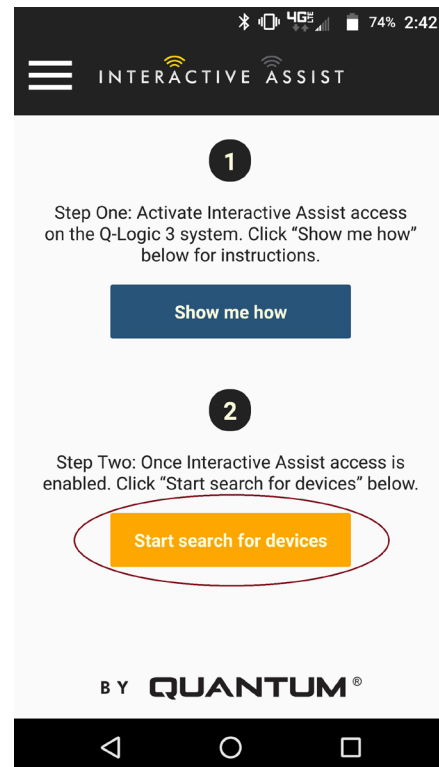 4G LTE 74% 2:42
INTERACTIVE ASSIST
1
Step One: Activate Interactive Assist access
on the Q-Logic 3 system. Click “Show me how”
below for instructions.
Show me how
2
Step Two: Once Interactive Assist access is
enabled. Click “Start search for devices” below.
Start search for devices
BY QUANTUM®